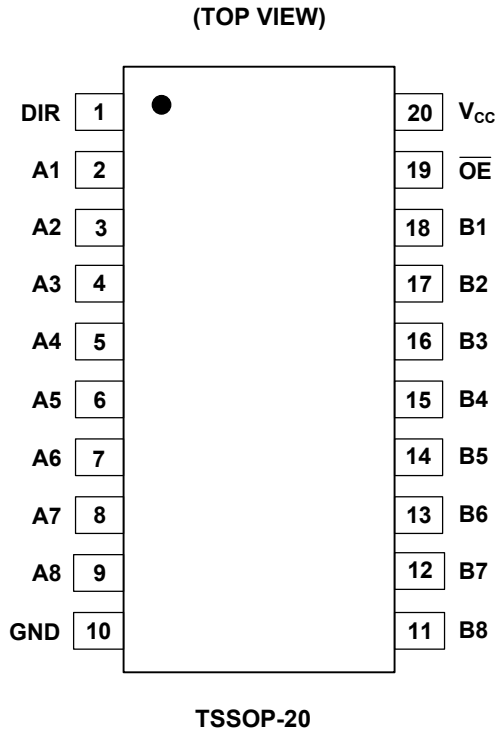 (TOP VIEW)
DIR 1 20 V_CC
A1 2 19 O̅E̅
A2 3 18 B1
A3 4 17 B2
A4 5 16 B3
A5 6 15 B4
A6 7 14 B5
A7 8 13 B6
A8 9 12 B7
GND 10 11 B8
TSSOP-20